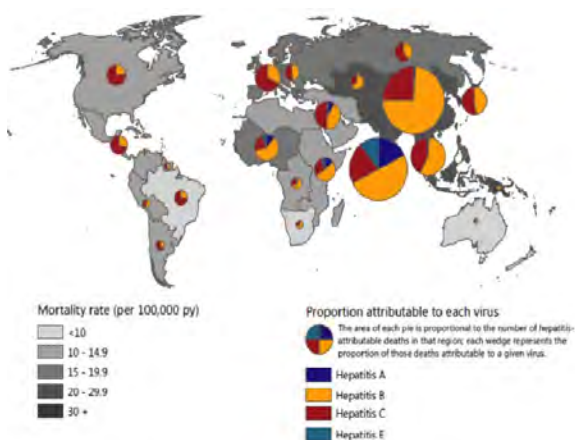 Mortality rate (per 100,000 py)
<10
10 - 14.9
15 - 19.9
20 - 29.9
30 +
Proportion attributable to each virus
The area of each pie is proportional to the number of hepatitis-
attributable deaths in that region; each wedge represents the
proportion of those deaths attributable to a given virus.
Hepatitis A
Hepatitis B
Hepatitis C
Hepatitis E